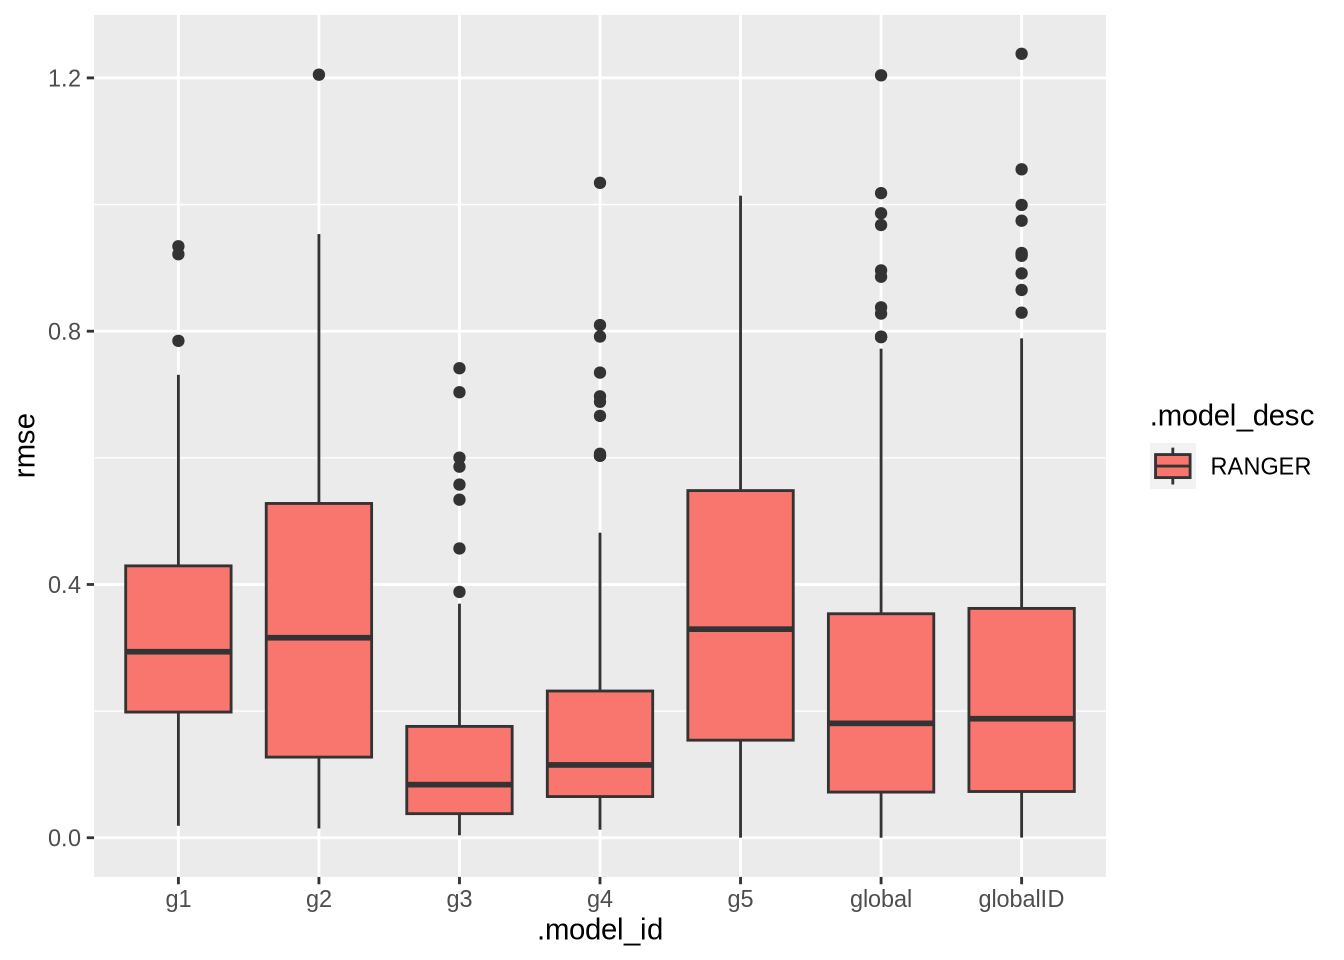 1.2
0.8
0.4
0.0
rmse
g1 g2 g3 g4 g5 global globalID
.model_id
.model_desc
RANGER